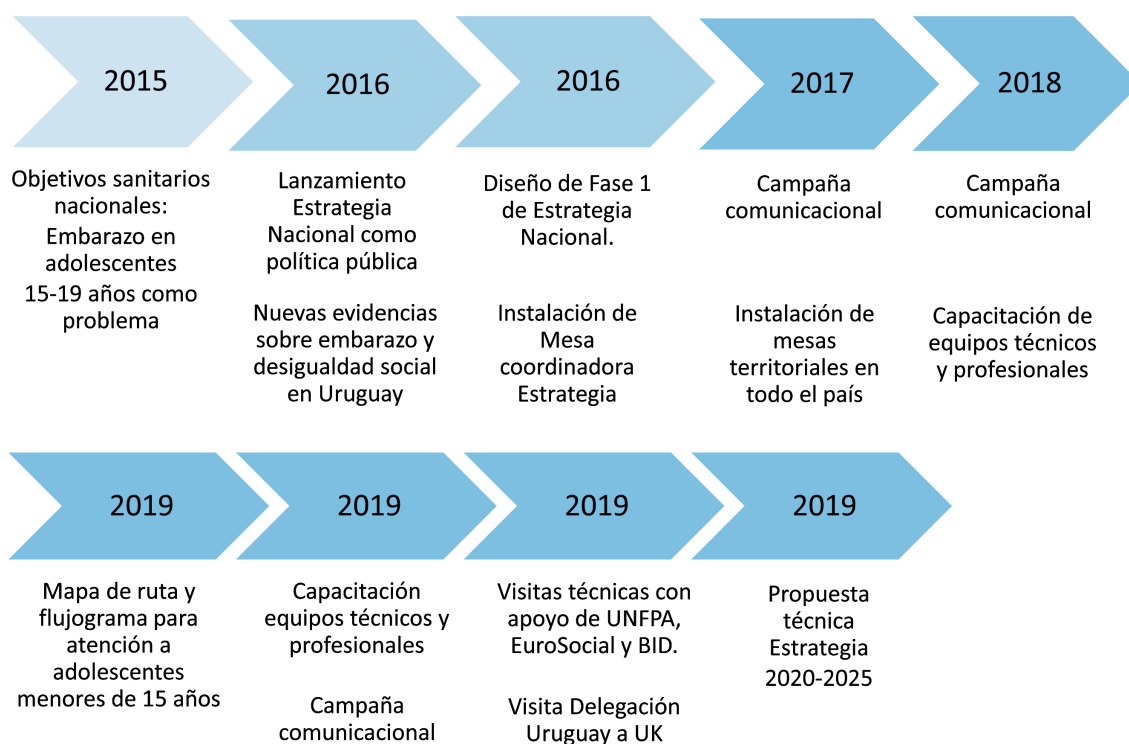 2015
2016
2016
2017
2018
Objetivos sanitarios
nacionales:
Embarazo en
adolescentes
15-19 años como
problema
Lanzamiento
Estrategia
Nacional como
política pública
Nuevas evidencias
sobre embarazo y
desigualdad social
en Uruguay
Diseño de Fase 1
de Estrategia
Nacional.
Instalación de
Mesa
coordinadora
Estrategia
Campaña
comunicacional
Instalación de
mesas
territoriales en
todo el país
Campaña
comunicacional
Capacitación de
equipos técnicos
y profesionales
2019
2019
2019
2019
Mapa de ruta y
flujograma para
atención a
adolescentes
menores de 15 años
Capacitación
equipos técnicos y
profesionales
Campaña
comunicacional
Visitas técnicas con
apoyo de UNFPA,
EuroSocial y BID.
Visita Delegación
Uruguay a UK
Propuesta
técnica
Estrategia
2020-2025